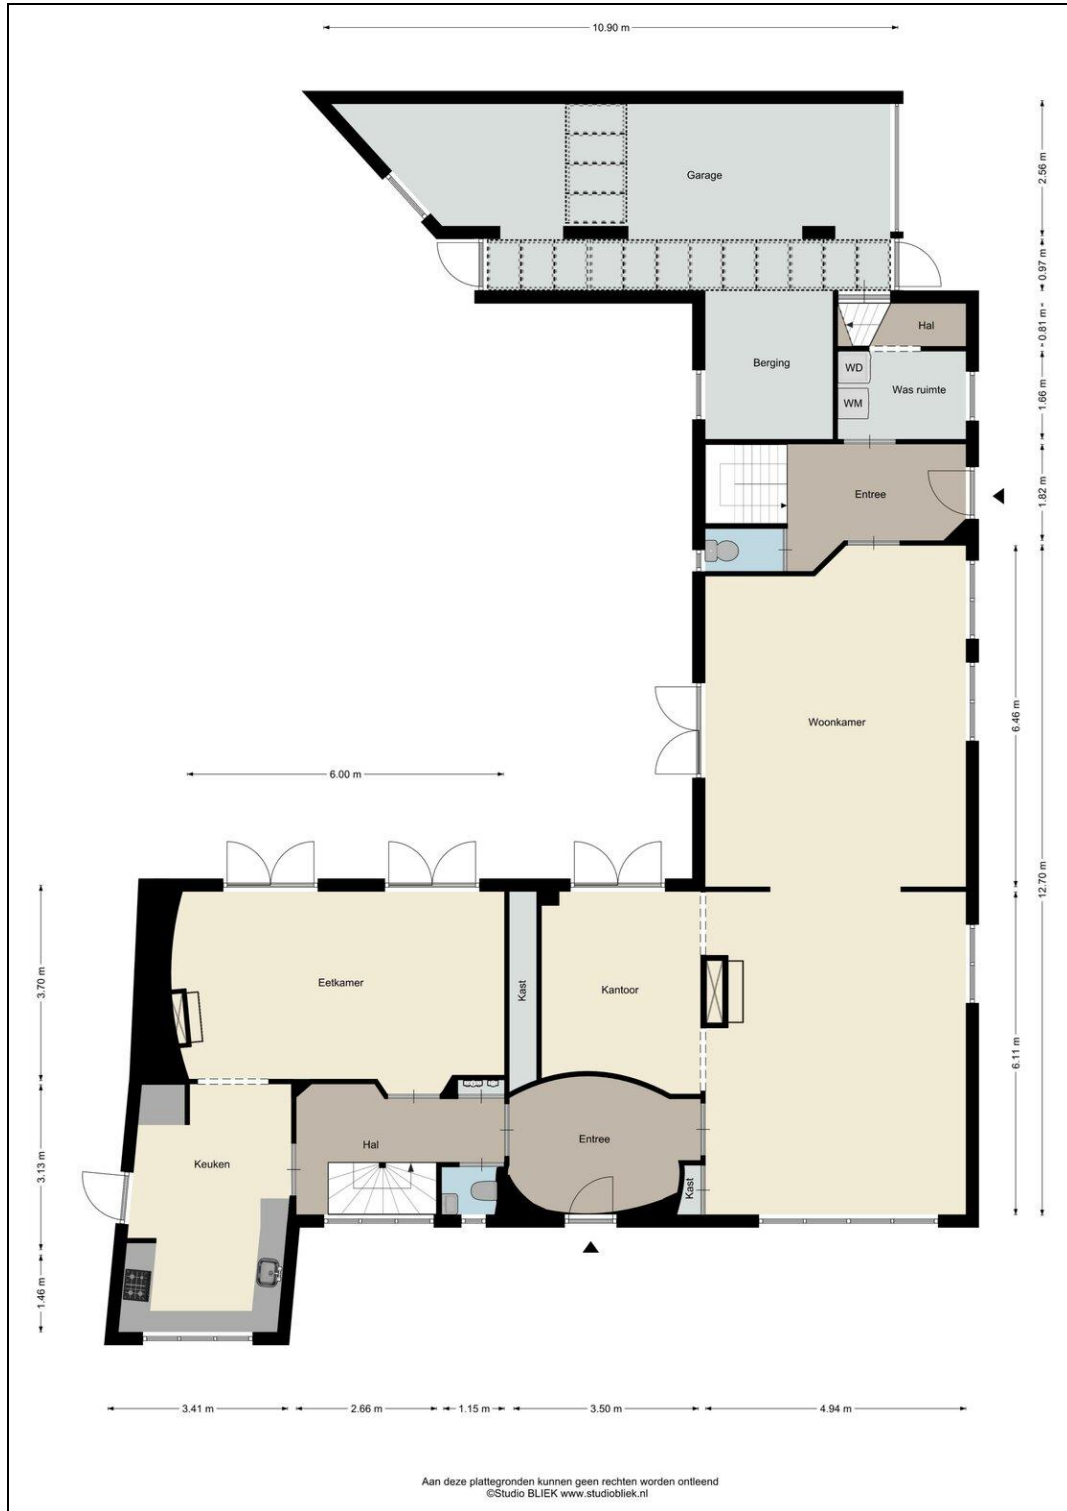 10.90 m
2.56 m
Garage
0.97 m
0.81 m
Hal
Berging
WD
Was ruimte
WM
1.66 m
Entree
1.82 m
Woonkamer
6.46 m
6.00 m
12.70 m
3.70 m
Eetkamer
Kast
Kantoor
6.11 m
3.13 m
Keuken
Hal
Entree
Kast
1.46 m
3.41 m
2.66 m
1.15 m
3.50 m
4.94 m
Aan deze plattegronden kunnen geen rechten worden ontleend
©Studio BLIEK www.studiobliek.nl